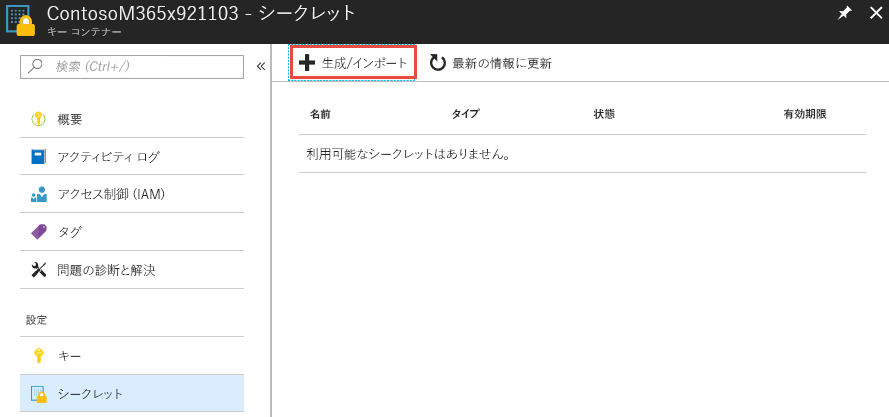 ContosoM365x921103 - シークレット
キー コンテナー
検索 (Ctrl+/)
概要
アクティビティ ログ
アクセス制御 (IAM)
タグ
問題の診断と解決
設定
キー
シークレット
生成/インポート 最新の情報に更新
名前 タイプ 状態 有効期限
利用可能なシークレットはありません。